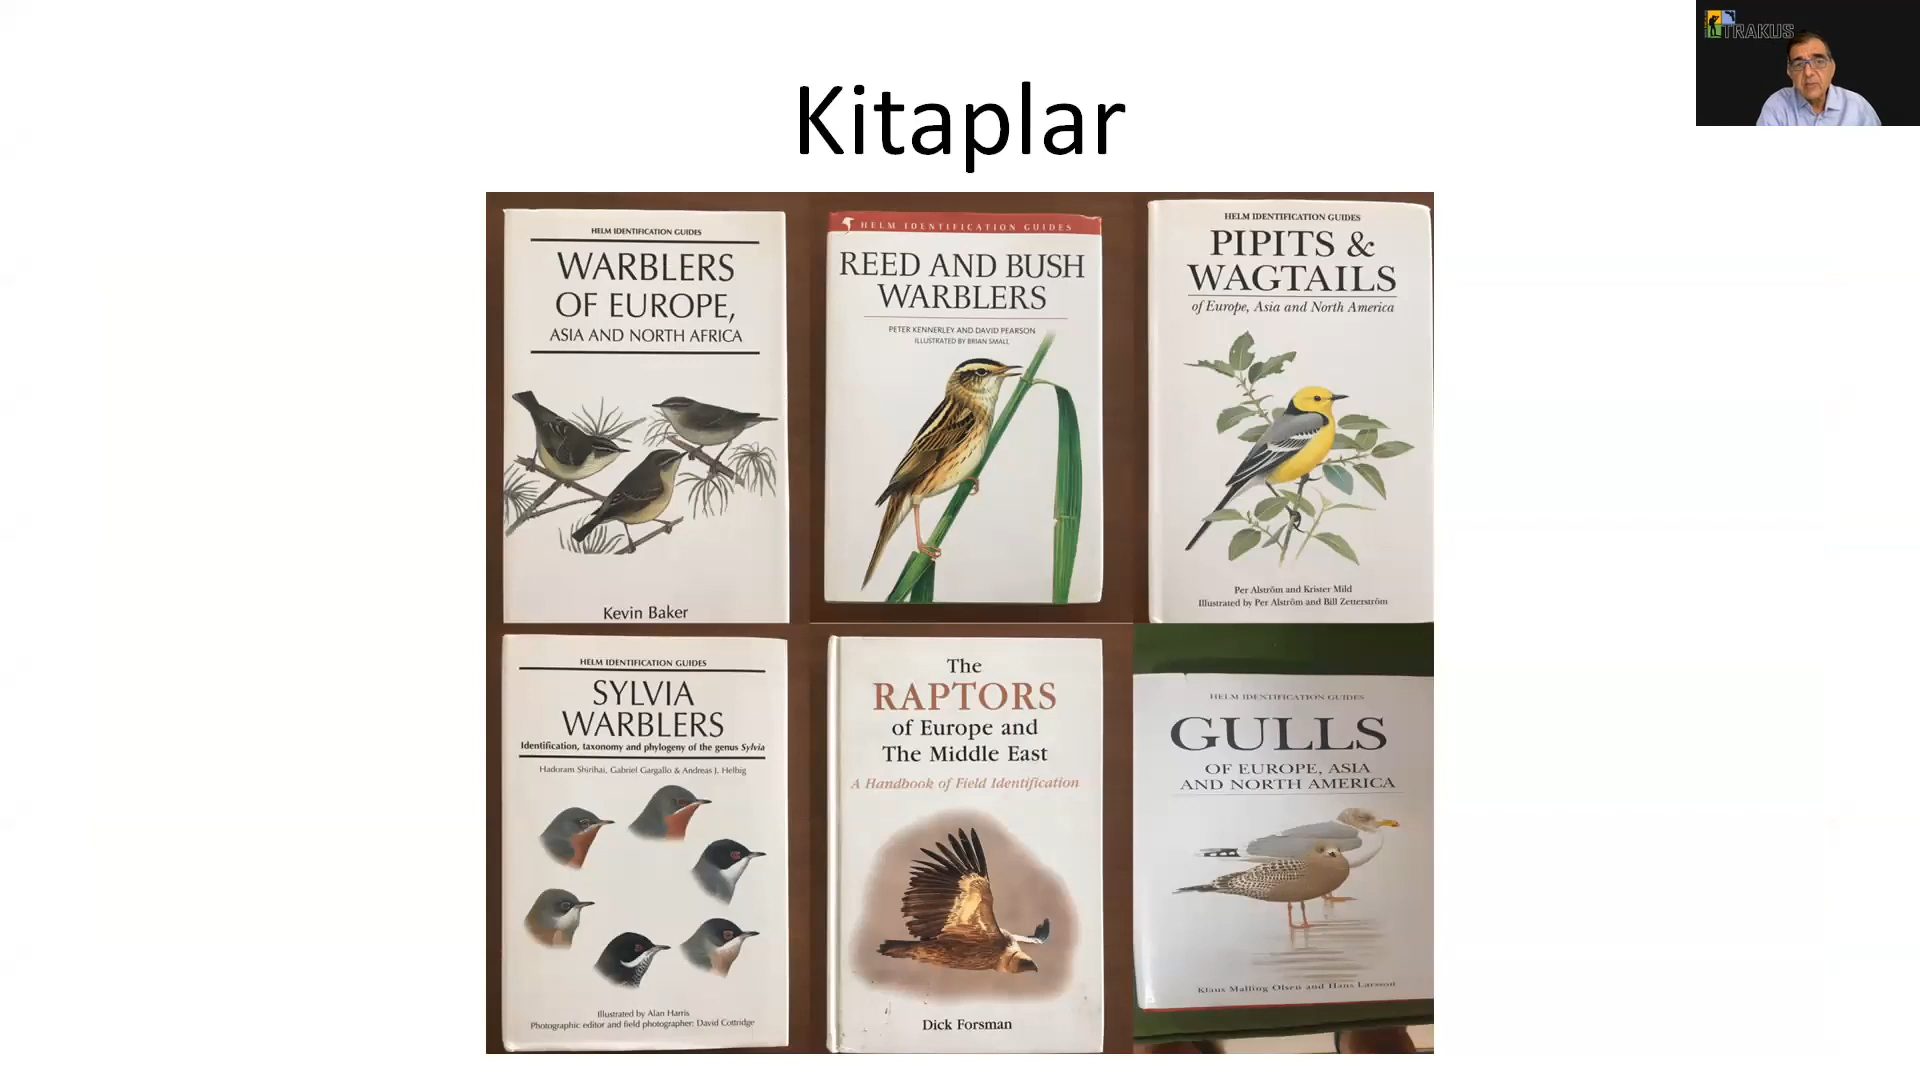 Kitaplar
TRAKUS
HELM IDENTIFICATION GUIDES
WARBLERS
OF EUROPE,
ASIA AND NORTH AFRICA
Kevin Baker
HELM IDENTIFICATION GUIDES
REED AND BUSH
WARBLERS
PETER KENNERLEY AND DAVID PEARSON
ILLUSTRATED BY BRIAN SMALL
HELM IDENTIFICATION GUIDES
PIPITS &
WAGTAILS
of Europe, Asia and North America
Per Alström and Krister Mild
Illustrated by Per Alström and Bill Zetterström
HELM IDENTIFICATION GUIDES
SYLVIA
WARBLERS
Identification, taxonomy and phylogeny of the genus Sylvia
Hadoram Shirihai, Gabriel Gargallo & Andreas J. Helbig
Illustrated by Alan Harris
Photographic editor and field photographer: David Cottridge
The
RAPTORS
of Europe and
The Middle East
A Handbook of Field Identification
Dick Forsman
HELM IDENTIFICATION GUIDES
GULLS
OF EUROPE, ASIA
AND NORTH AMERICA
Klaus Malling Olsen and Hans Larsson